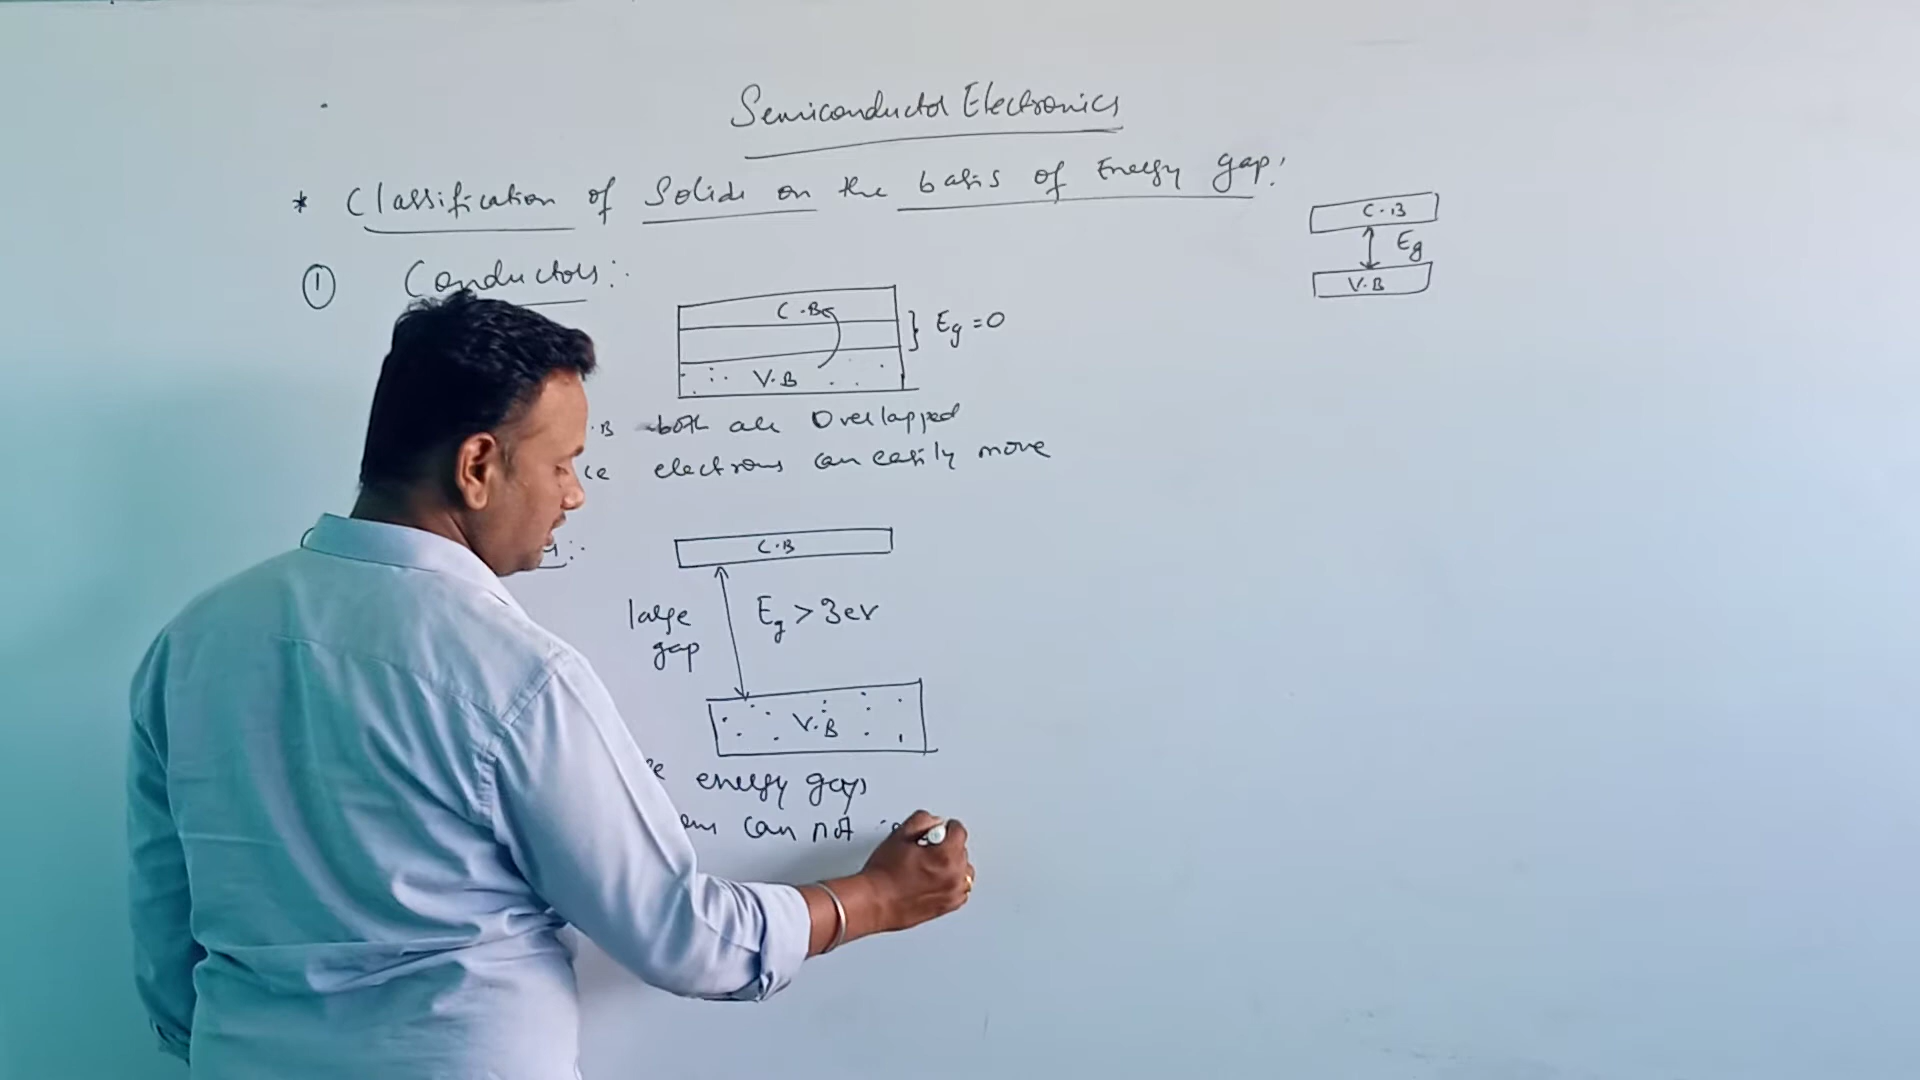 Semiconductor Electronics
* Classification of Solids on the basis of Energy gap:
C.B
Eg
V.B
① Conductors:
C.B
Eg = 0
V.B
.B both are Overlapped
electrons can easily move
C.B
large
gap
Eg > 3ev
V.B
energy gap
can not